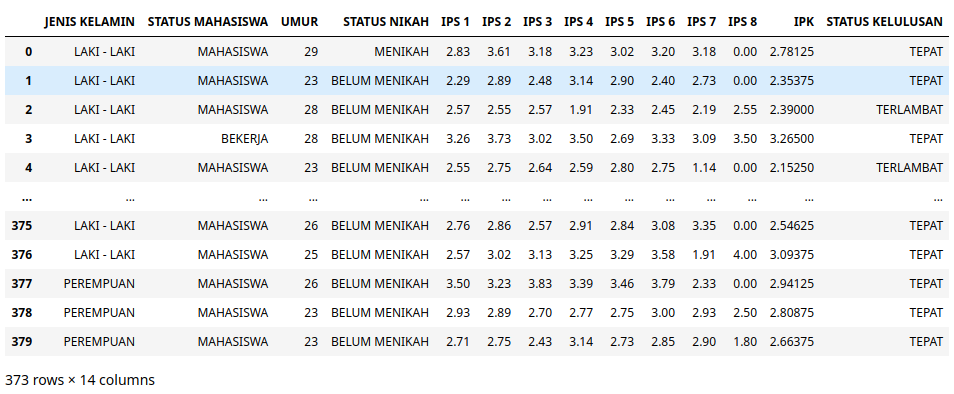 JENIS KELAMIN STATUS MAHASISWA UMUR STATUS NIKAH IPS 1 IPS 2 IPS 3 IPS 4 IPS 5 IPS 6 IPS 7 IPS 8 IPK STATUS KELULUSAN
0 LAKI - LAKI MAHASISWA 29 MENIKAH 2.83 3.61 3.18 3.23 3.02 3.20 3.18 0.00 2.78125 TEPAT
1 LAKI - LAKI MAHASISWA 23 BELUM MENIKAH 2.29 2.89 2.48 3.14 2.90 2.40 2.73 0.00 2.35375 TEPAT
2 LAKI - LAKI MAHASISWA 28 BELUM MENIKAH 2.57 2.55 2.57 1.91 2.33 2.45 2.19 2.55 2.39000 TERLAMBAT
3 LAKI - LAKI BEKERJA 28 BELUM MENIKAH 3.26 3.73 3.02 3.50 2.69 3.33 3.09 3.50 3.26500 TEPAT
4 LAKI - LAKI MAHASISWA 23 BELUM MENIKAH 2.55 2.75 2.64 2.59 2.80 2.75 1.14 0.00 2.15250 TERLAMBAT
... ... ... ... ... ... ... ... ... ... ... ... ... ... ...
375 LAKI - LAKI MAHASISWA 26 BELUM MENIKAH 2.76 2.86 2.57 2.91 2.84 3.08 3.35 0.00 2.54625 TEPAT
376 LAKI - LAKI MAHASISWA 25 BELUM MENIKAH 2.57 3.02 3.13 3.25 3.29 3.58 1.91 4.00 3.09375 TEPAT
377 PEREMPUAN MAHASISWA 26 BELUM MENIKAH 3.50 3.23 3.83 3.39 3.46 3.79 2.33 0.00 2.94125 TEPAT
378 PEREMPUAN MAHASISWA 23 BELUM MENIKAH 2.93 2.89 2.70 2.77 2.75 3.00 2.93 2.50 2.80875 TEPAT
379 PEREMPUAN MAHASISWA 23 BELUM MENIKAH 2.71 2.75 2.43 3.14 2.73 2.85 2.90 1.80 2.66375 TEPAT
373 rows × 14 columns